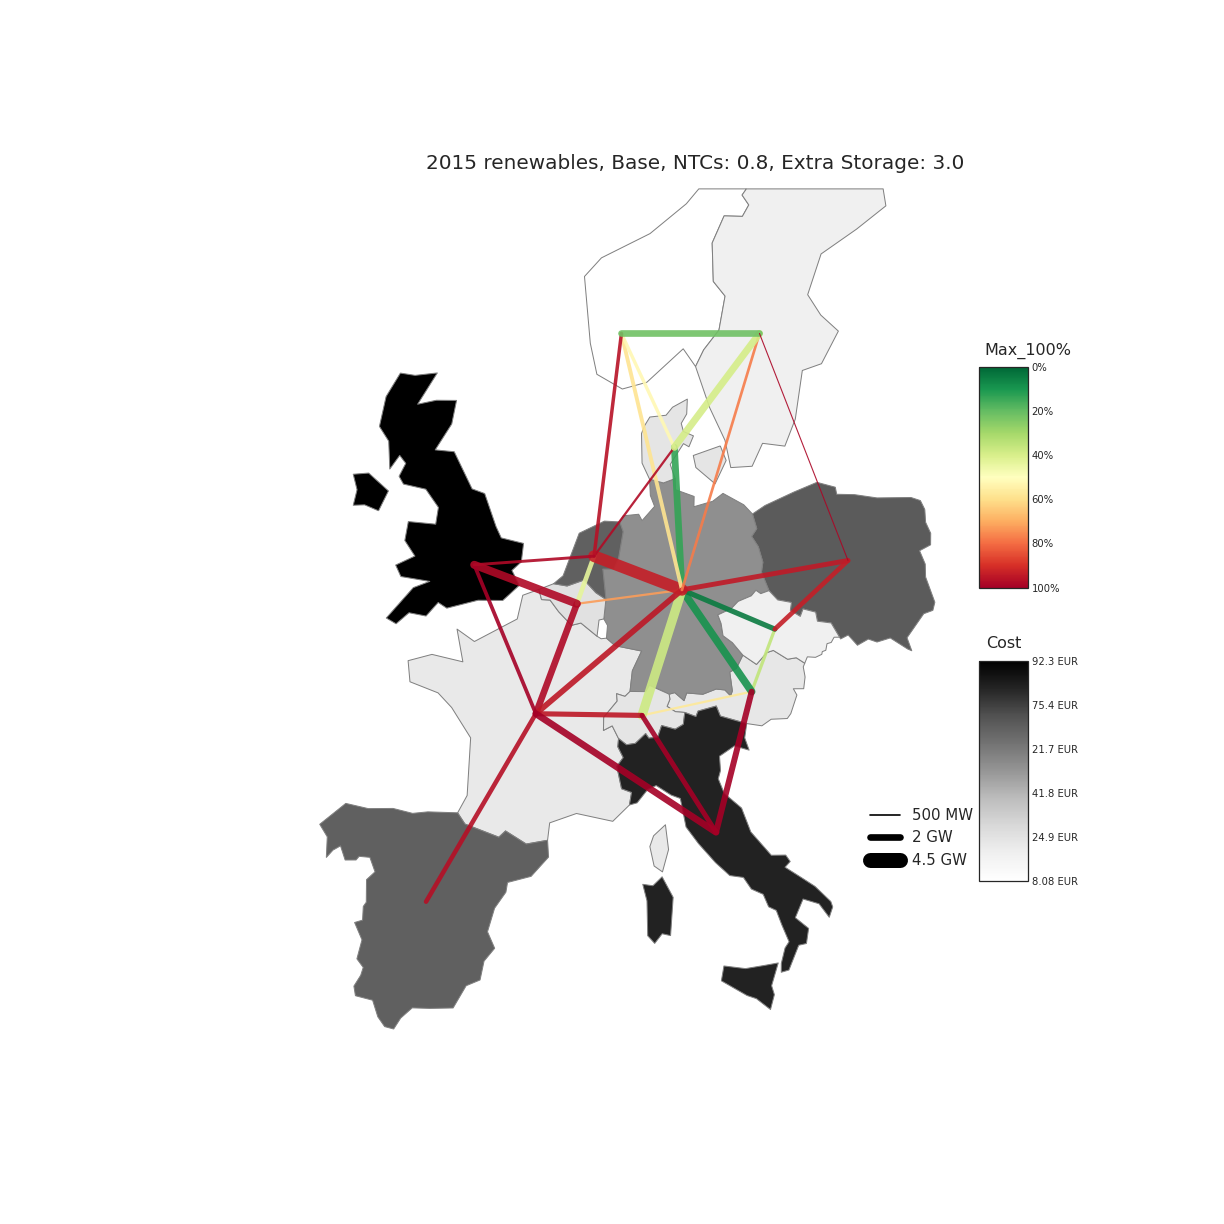 2015 renewables, Base, NTCs: 0.8, Extra Storage: 3.0
Max_100%
0%
20%
40%
60%
80%
100%
Cost
92.3 EUR
75.4 EUR
21.7 EUR
41.8 EUR
24.9 EUR
8.08 EUR
500 MW
2 GW
4.5 GW